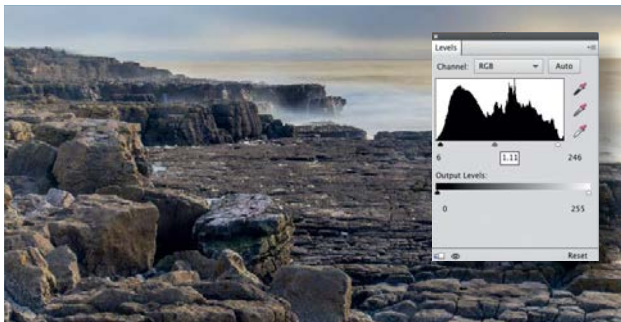 Levels
Channel: RGB Auto
6 1.11 246
Output Levels:
0 255
Reset